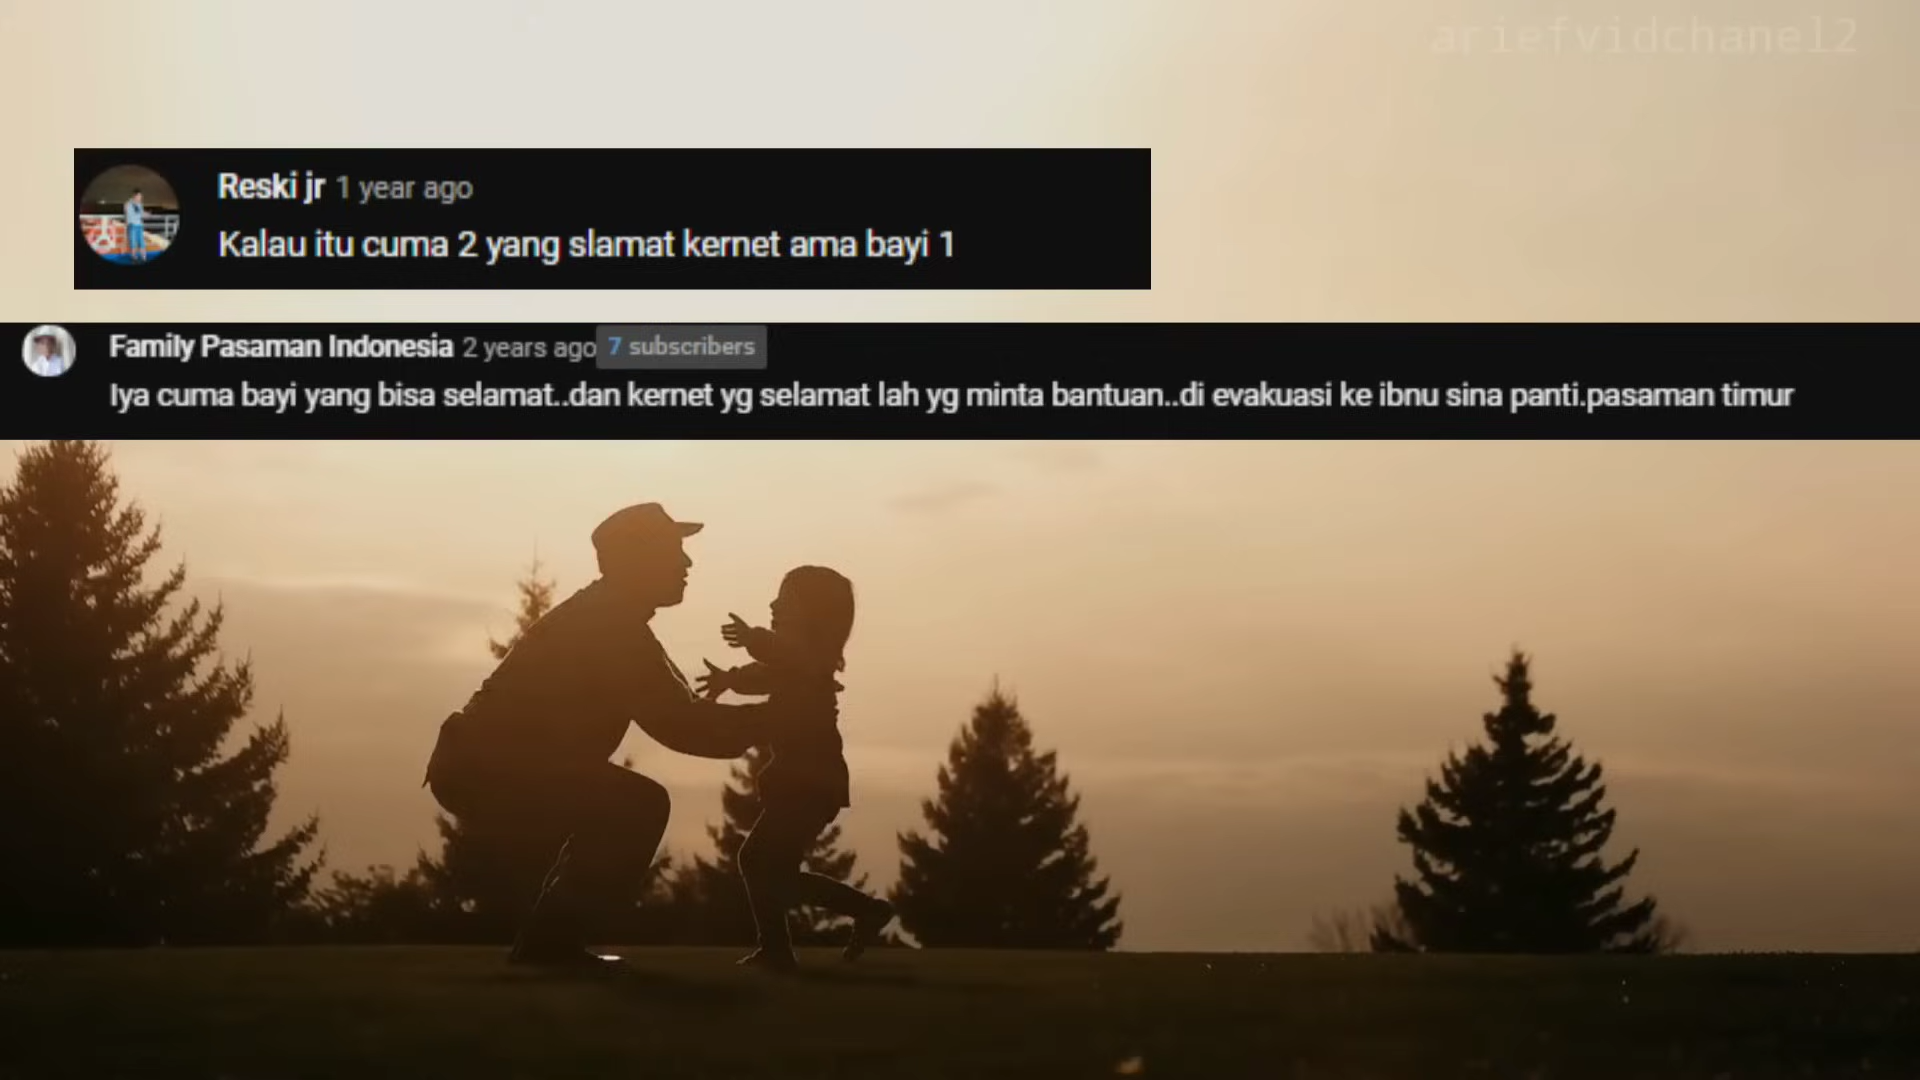 ariefvidchanel2
Reski jr 1 year ago
Kalau itu cuma 2 yang slamat kernet ama bayi 1
Family Pasaman Indonesia 2 years ago 7 subscribers
Iya cuma bayi yang bisa selamat..dan kernet yg selamat lah yg minta bantuan..di evakuasi ke ibnu sina panti.pasaman timur